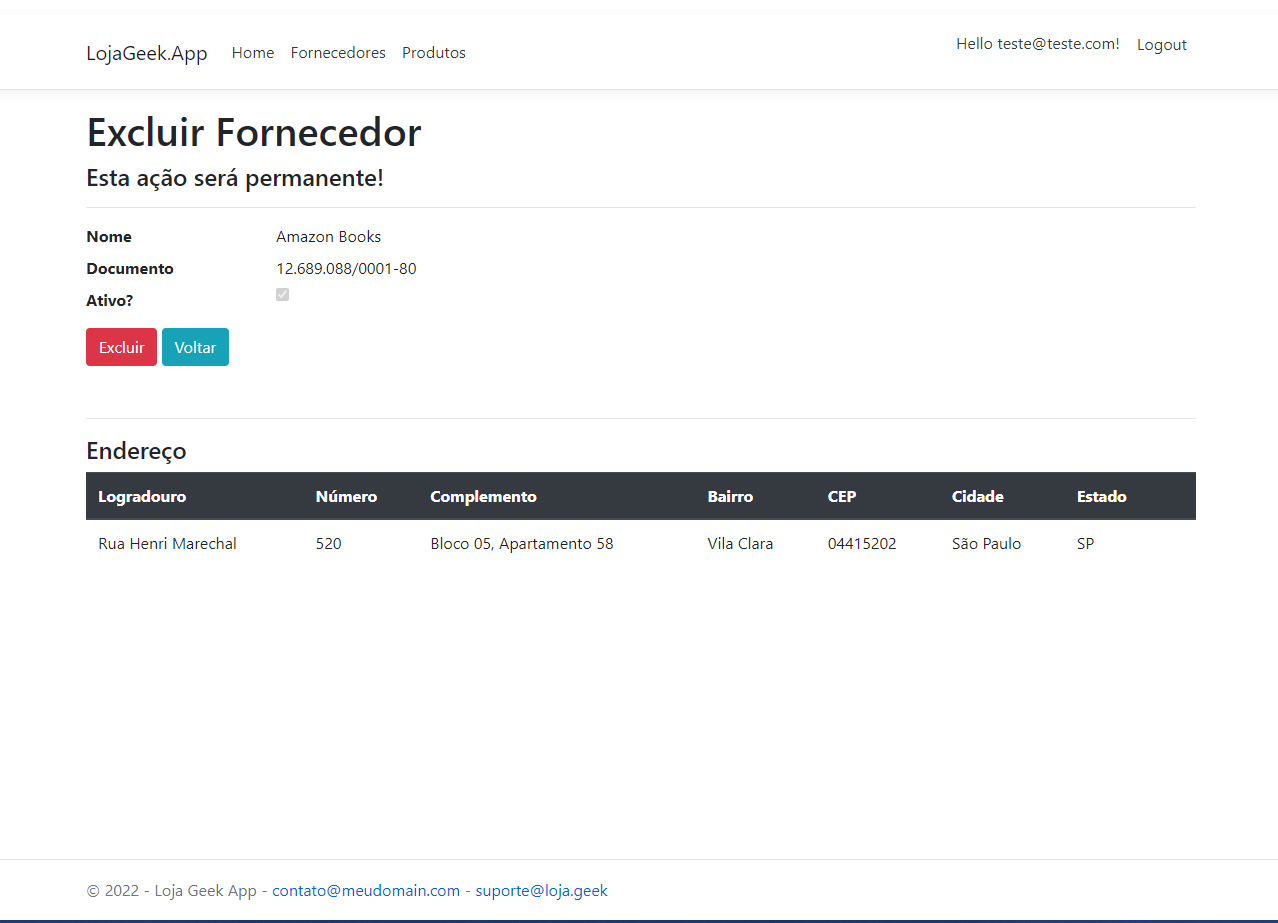 LojaGeek.App Home Fornecedores Produtos Hello teste@teste.com! Logout
Excluir Fornecedor
Esta ação será permanente!
Nome Amazon Books
Documento 12.689.088/0001-80
Ativo?
Excluir Voltar
Endereço
Logradouro Número Complemento Bairro CEP Cidade Estado
Rua Henri Marechal 520 Bloco 05, Apartamento 58 Vila Clara 04415202 São Paulo SP
© 2022 - Loja Geek App - contato@meudomain.com - suporte@loja.geek